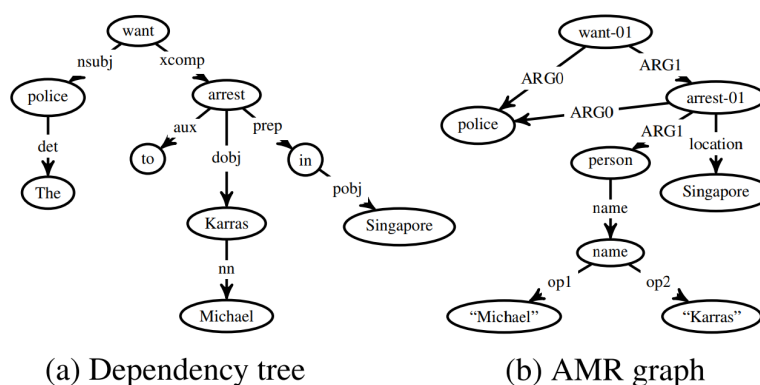 want
nsubj
xcomp
police
arrest
det
aux
dobj
prep
The
to
in
pobj
Karras
Singapore
nn
Michael
(a) Dependency tree
want-01
ARG0
ARG1
arrest-01
police
ARG0
ARG1
location
person
Singapore
name
name
op1
op2
“Michael”
“Karras”
(b) AMR graph